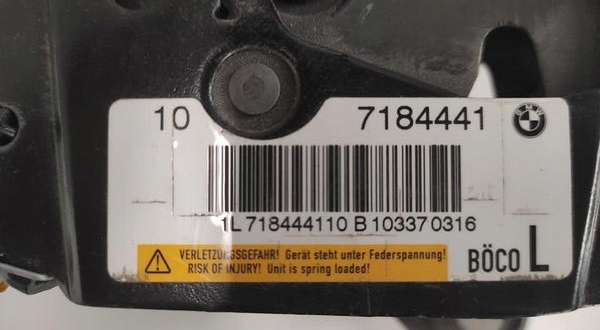 10 7184441 BMW
1L 718444110 B 10337 0316
VERLETZUNGSGEFAHR! Gerät steht unter Federspannung!
RISK OF INJURY! Unit is spring loaded!
BÖCO L